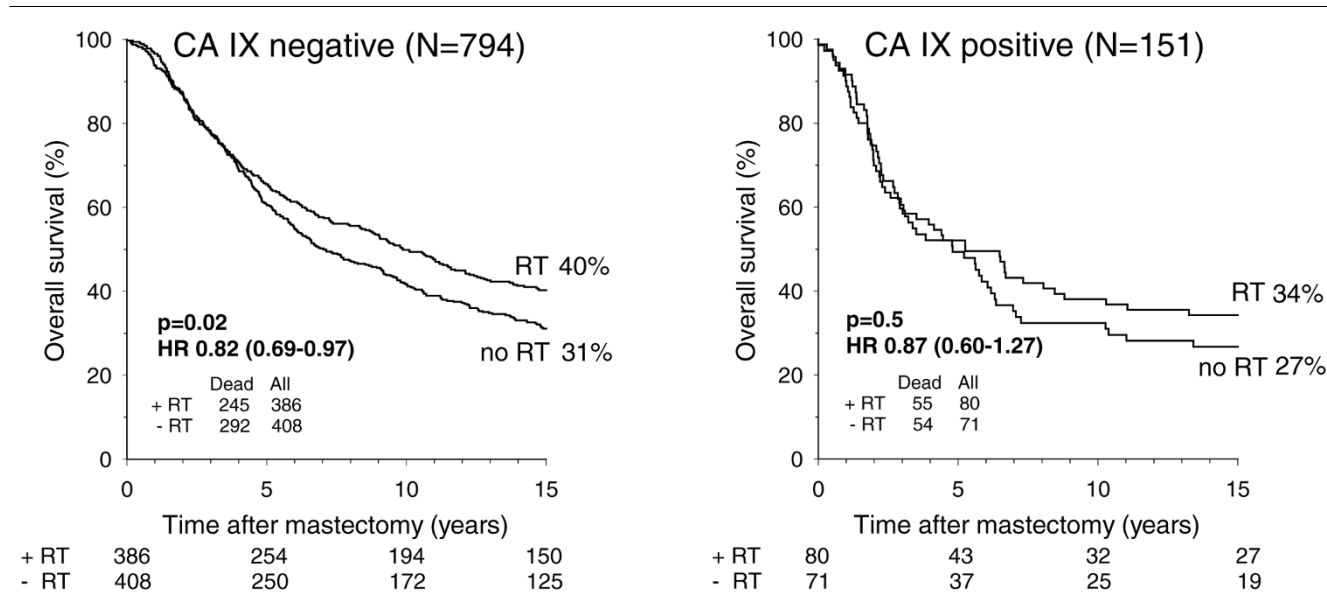 CA IX negative (N=794)
100
80
60
40
20
0
Overall survival (%)
RT 40%
no RT 31%
p=0.02
HR 0.82 (0.69-0.97)
Dead All
+ RT 245 386
- RT 292 408
0 5 10 15
Time after mastectomy (years)
+ RT 386 254 194 150
- RT 408 250 172 125
CA IX positive (N=151)
100
80
60
40
20
0
Overall survival (%)
RT 34%
no RT 27%
p=0.5
HR 0.87 (0.60-1.27)
Dead All
+ RT 55 80
- RT 54 71
0 5 10 15
Time after mastectomy (years)
+ RT 80 43 32 27
- RT 71 37 25 19